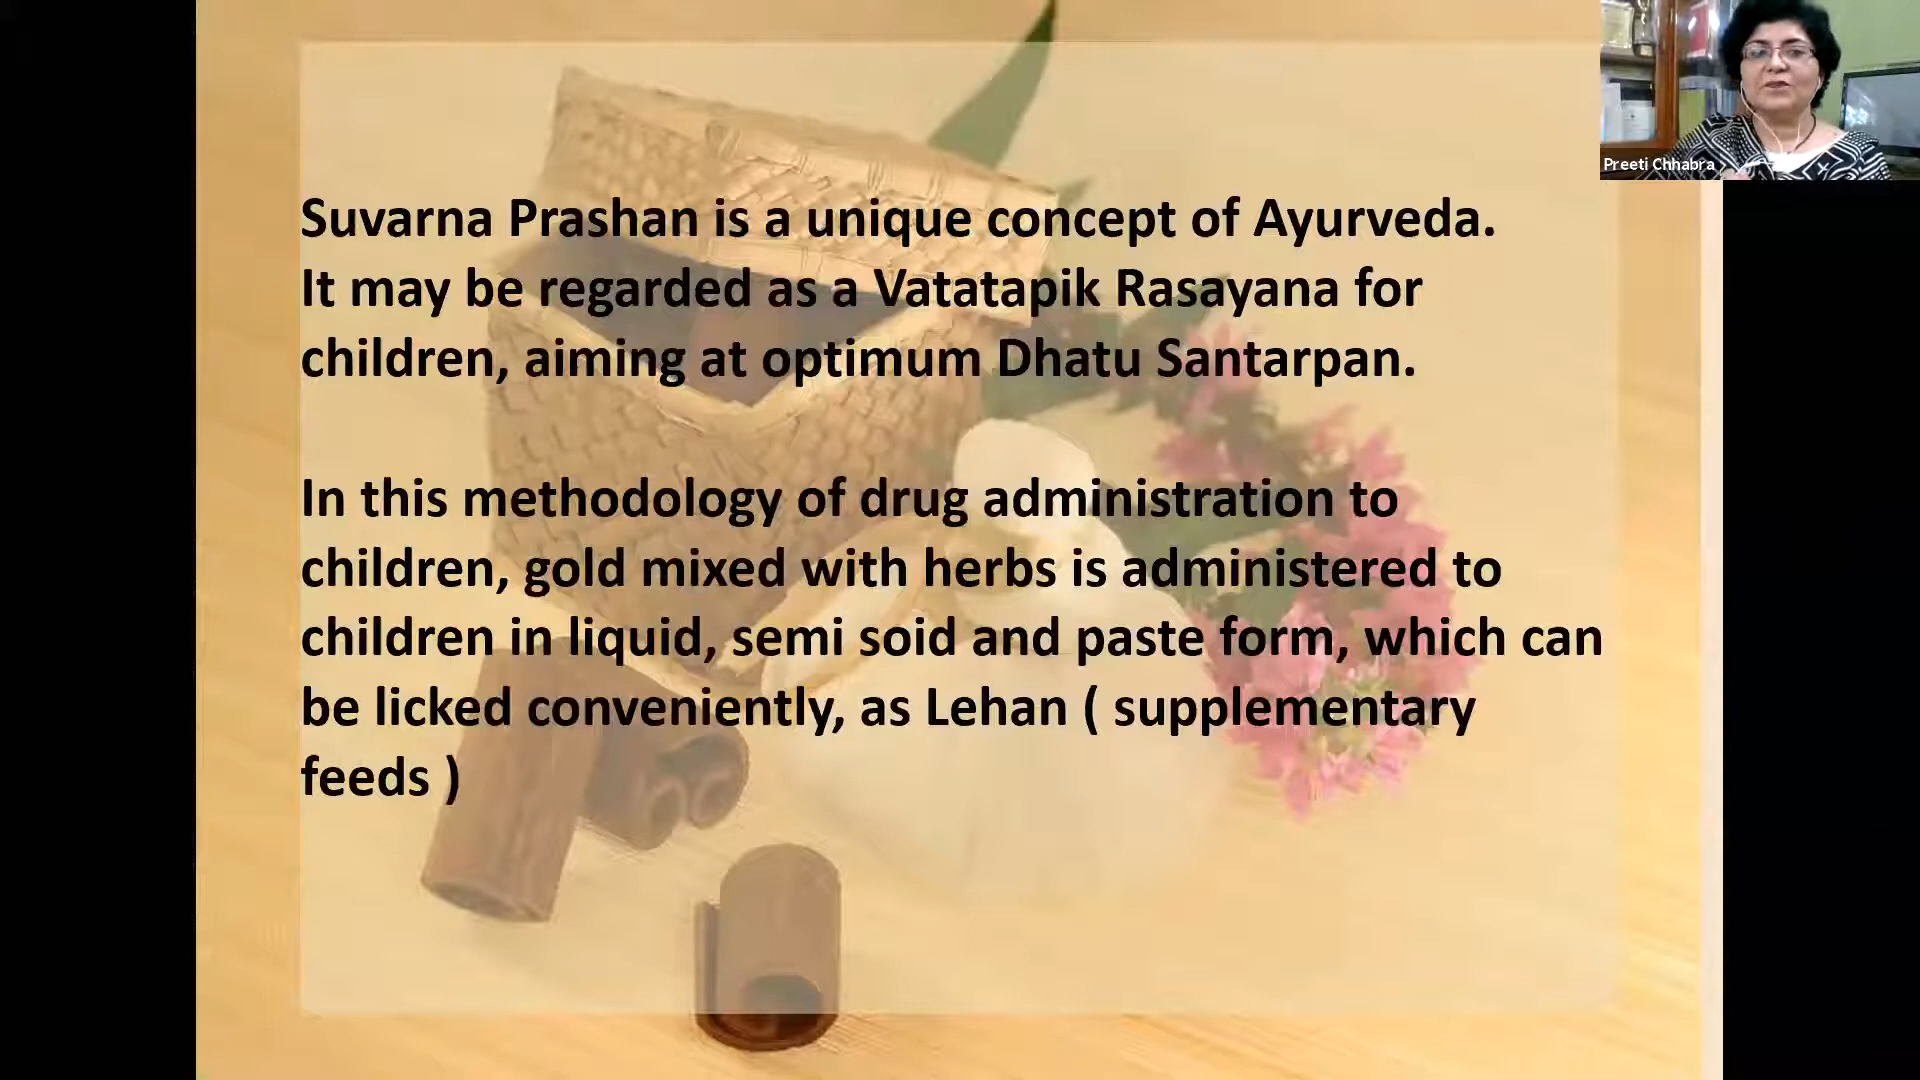 Suvarna Prashan is a unique concept of Ayurveda.
It may be regarded as a Vatatapik Rasayana for
children, aiming at optimum Dhatu Santarpan.
In this methodology of drug administration to
children, gold mixed with herbs is administered to
children in liquid, semi soid and paste form, which can
be licked conveniently, as Lehan ( supplementary
feeds )
Preeti Chhabra